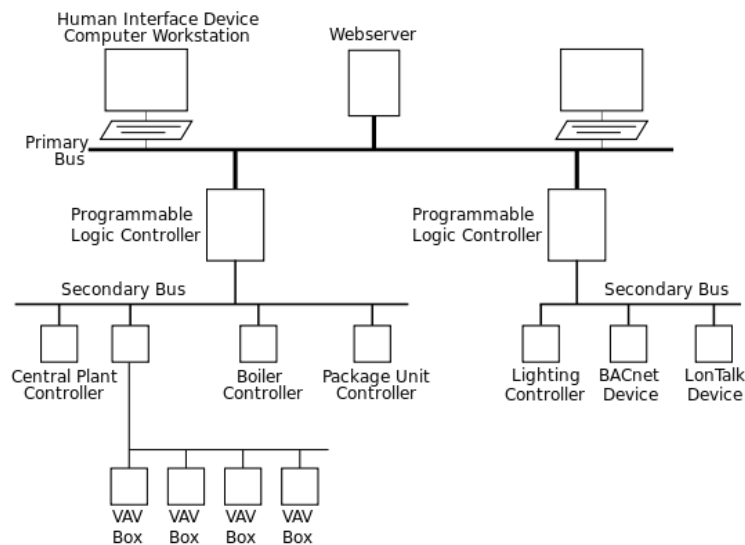 Human Interface Device
Computer Workstation
Webserver
Primary
Bus
Programmable
Logic Controller
Programmable
Logic Controller
Secondary Bus
Secondary Bus
Central Plant
Controller
Boiler
Controller
Package Unit
Controller
Lighting
Controller
BACnet
Device
LonTalk
Device
VAV
Box
VAV
Box
VAV
Box
VAV
Box